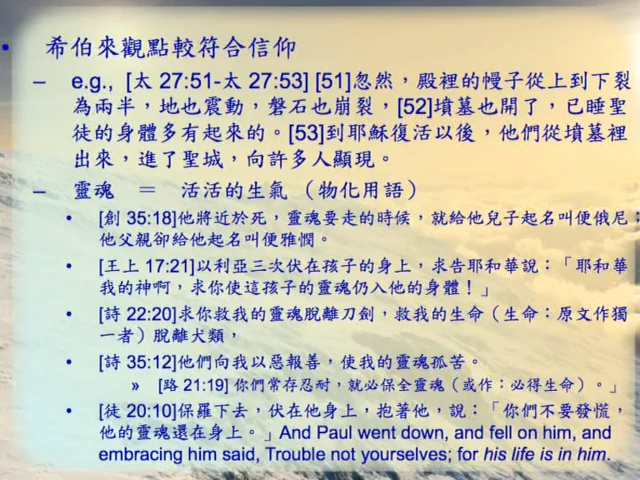 • 希伯來觀點較符合信仰
– e.g., [太 27:51-太 27:53] [51]忽然，殿裡的幔子從上到下裂
為兩半，地也震動，磐石也崩裂，[52]墳墓也開了，已睡聖
徒的身體多有起來的。[53]到耶穌復活以後，他們從墳墓裡
出來，進了聖城，向許多人顯現。
– 靈魂 ＝ 活活的生氣（物化用語）
• [創 35:18]他將近於死，靈魂要走的時候，就給他兒子起名叫便俄尼；
他父親卻給他起名叫便雅憫。
• [王上 17:21]以利亞三次伏在孩子的身上，求告耶和華說：「耶和華
我的神啊，求你使這孩子的靈魂仍入他的身體！」
• [詩 22:20]求你救我的靈魂脫離刀劍，救我的生命（生命：原文作獨
一者）脫離犬類，
• [詩 35:12]他們向我以惡報善，使我的靈魂孤苦。
» [路 21:19] 你們常存忍耐，就必保全靈魂（或作：必得生命）。」
• [徒 20:10]保羅下去，伏在他身上，抱著他，說：「你們不要發慌，
他的靈魂還在身上。」And Paul went down, and fell on him, and
embracing him said, Trouble not yourselves; for his life is in him.